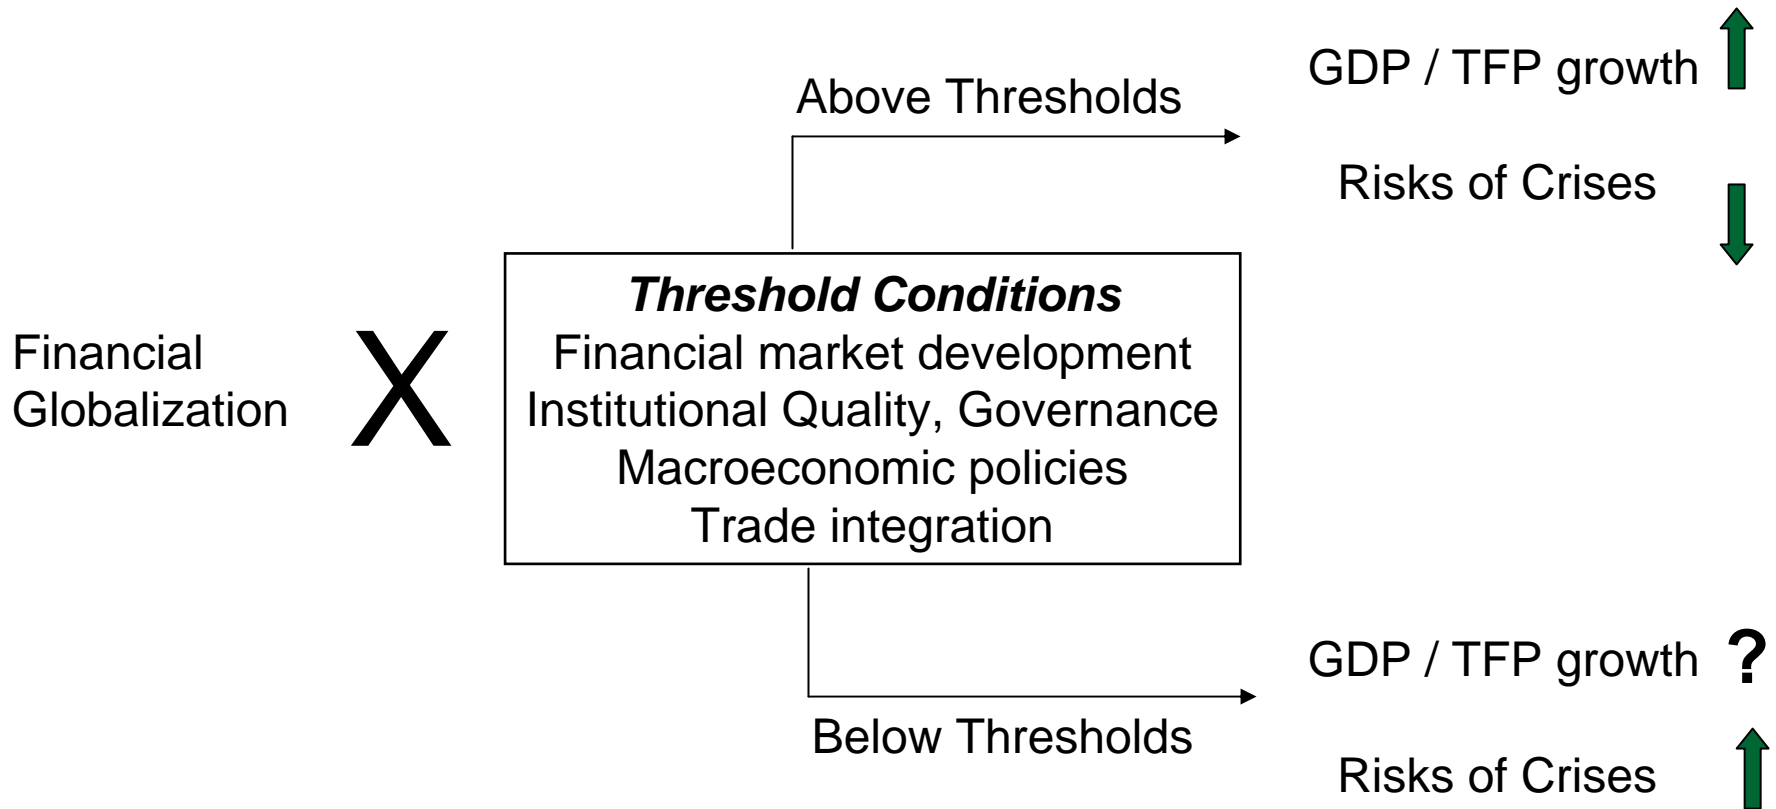 Above Thresholds
GDP / TFP growth
Risks of Crises
Financial
Globalization
X
Threshold Conditions
Financial market development
Institutional Quality, Governance
Macroeconomic policies
Trade integration
Below Thresholds
GDP / TFP growth ?
Risks of Crises